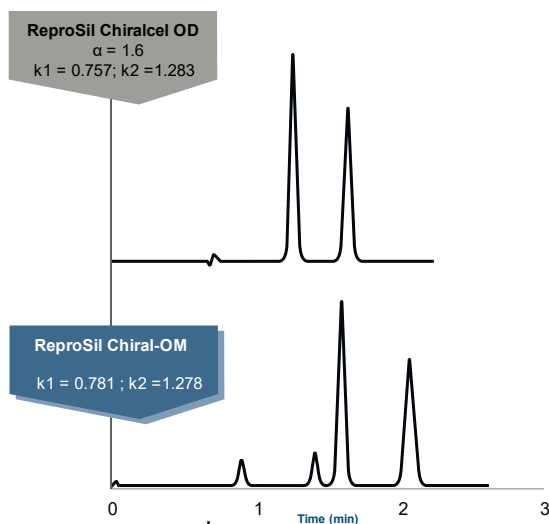 ReproSil Chiralcel OD
α = 1.6
k1 = 0.757; k2 =1.283
ReproSil Chiral-OM
k1 = 0.781 ; k2 =1.278
0 1 2 3
Time (min)